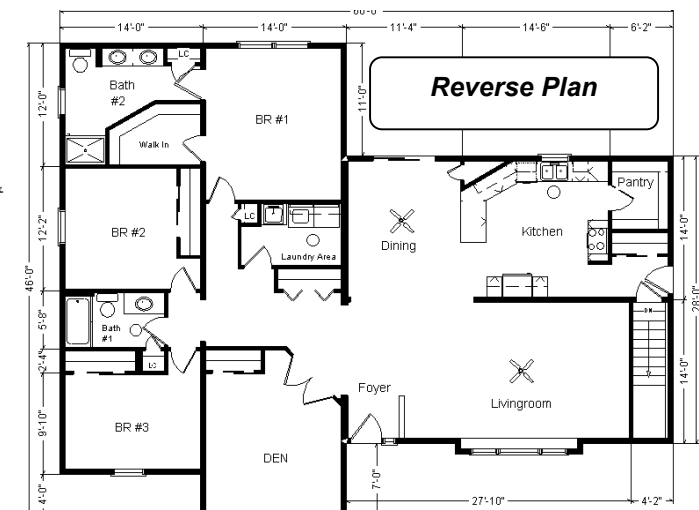 60'-0"
14'-0"
14'-0"
11'-4"
14'-6"
6'-2"
LC
Bath
#2
12'-0"
11'-0"
Reverse Plan
BR #1
Walk In
Pantry
BR #2
LC
Laundry Area
Dining
Kitchen
12'-2"
14'-0"
46'-0"
28'-0"
Bath
#1
5'-8"
DN
2'-4"
LC
Foyer
Livingroom
14'-0"
BR #3
9'-10"
DEN
4'-0"
7'-0"
27'-10"
4'-2"